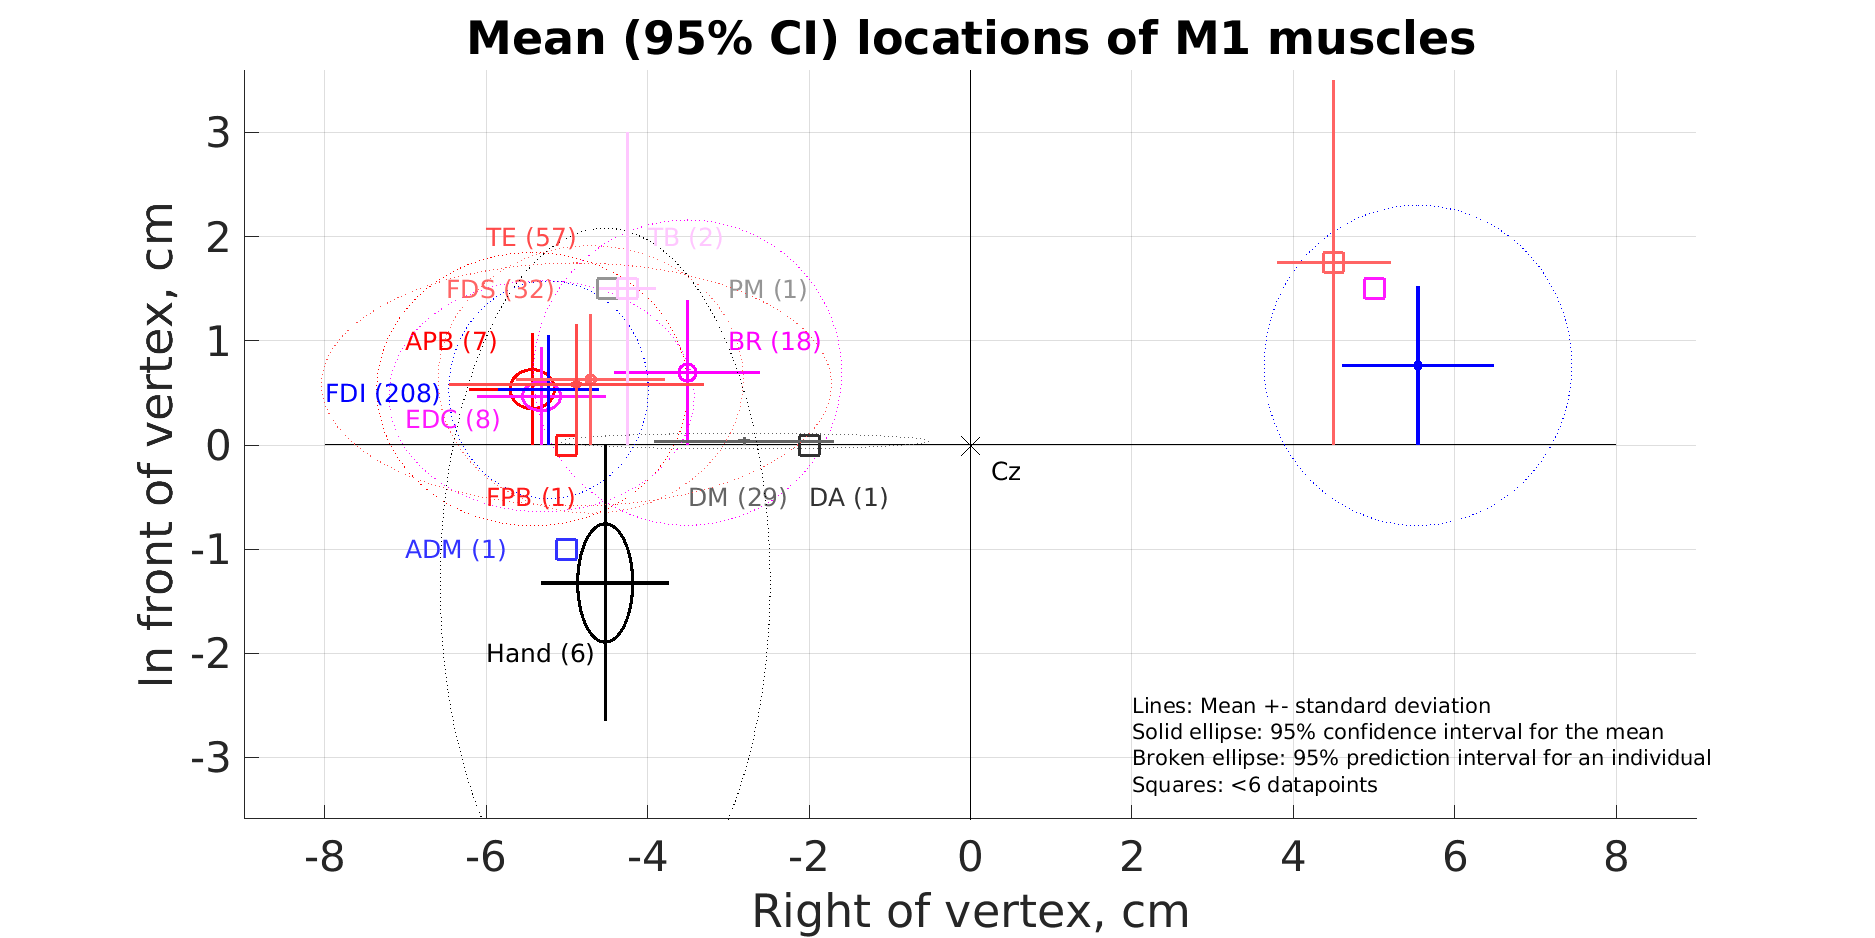 Mean (95% CI) locations of M1 muscles
In front of vertex, cm
3
2
1
0
-1
-2
-3
TE (57)
TB (2)
FDS (32)
PM (1)
APB (7)
BR (18)
FDI (208)
EDC (8)
Cz
FPB (1)
DM (29)
DA (1)
ADM (1)
Hand (6)
Lines: Mean +- standard deviation
Solid ellipse: 95% confidence interval for the mean
Broken ellipse: 95% prediction interval for an individual
Squares: <6 datapoints
-8 -6 -4 -2 0 2 4 6 8
Right of vertex, cm